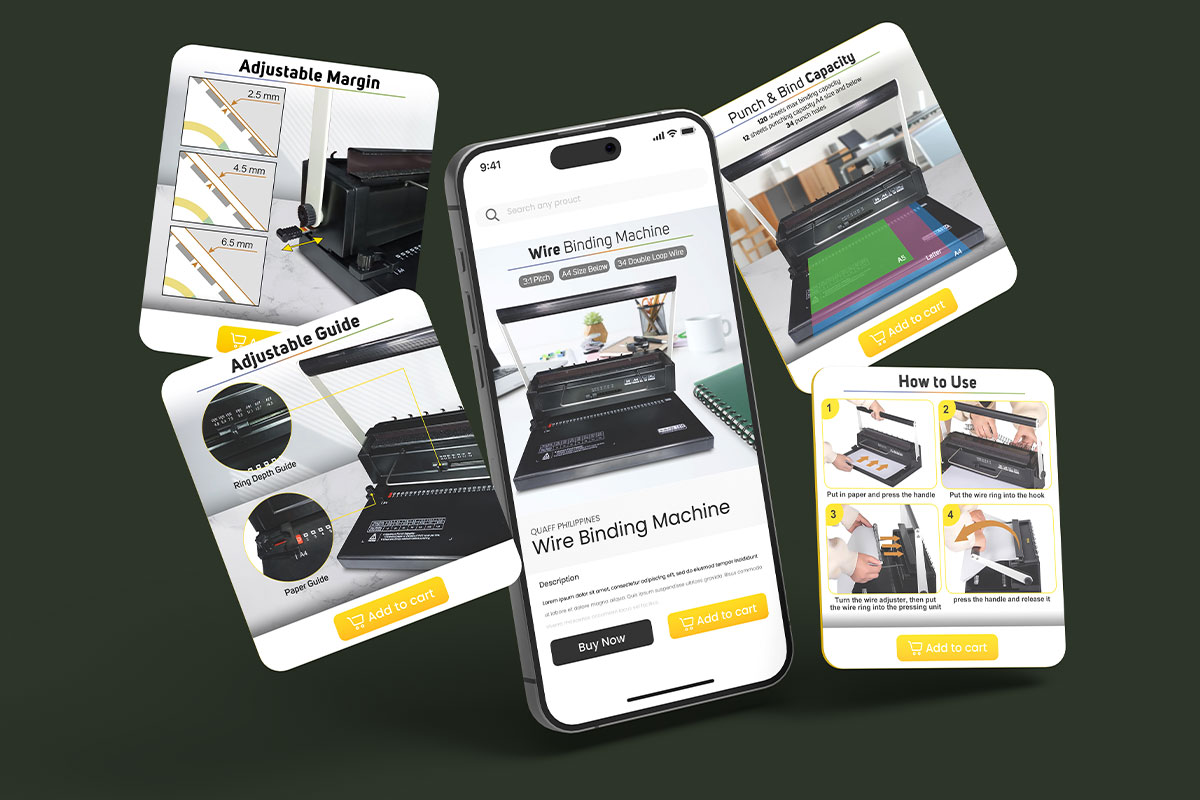 Adjustable Margin
2.5 mm
4.5 mm
6.5 mm
Adjustable Guide
Ring Depth Guide
Paper Guide
A4
Add to cart
9:41
Search any prouct
Wire Binding Machine
3:1 Pitch
A4 Size Below
34 Double Loop Wire
QUAFF PHILIPPINES
Wire Binding Machine
Description
Lorem ipsum dolor sit amet, consectetur adipiscing elit, sed do eiusmod tempor incididunt
ut labore et dolore magna aliqua. Quis ipsum suspendisse ultrices gravida. Risus commodo
Buy Now
Add to cart
Punch & Bind Capacity
120 sheets max binding capacity
12 sheets punching capacity A4 size and below
34 punch holes
A5
Letter
A4
Add to cart
How to Use
1
Put in paper and press the handle
2
Put the wire ring into the hook
3
Turn the wire adjuster, then put
the wire ring into the pressing unit
4
press the handle and release it
Add to cart